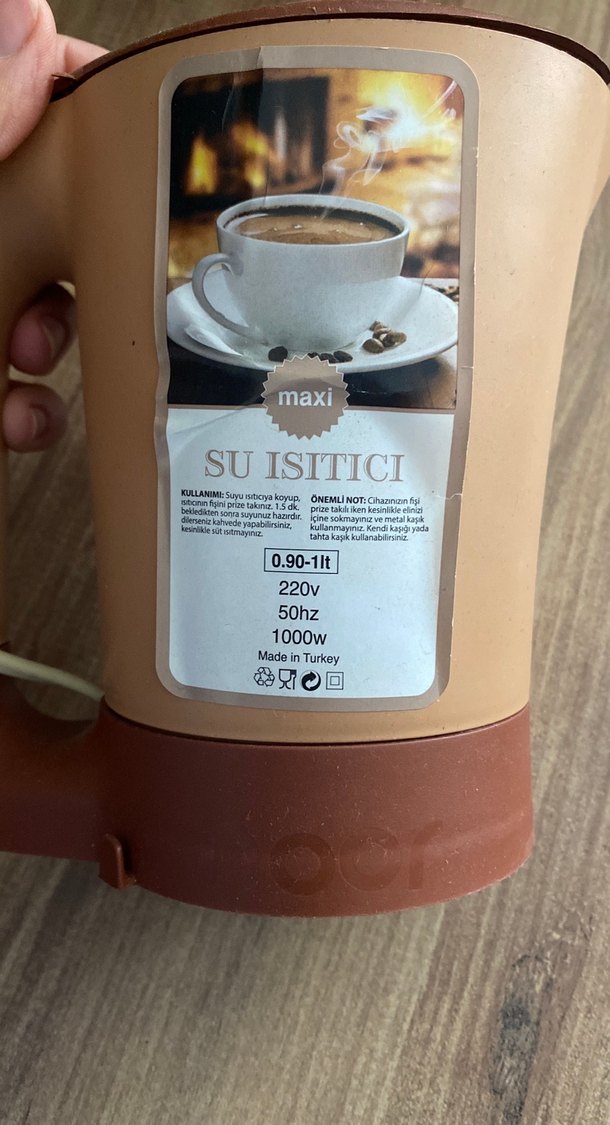 maxi
SU ISITICI
KULLANIMI: Suyu ısıtıcıya koyup,
ısıtıcının fişini prize takınız. 1.5 dk.
bekledikten sonra suyunuz hazırdır.
dilerseniz kahvede yapabilirsiniz,
kesinlikle süt ısıtmayınız.
ÖNEMLİ NOT: Cihazınızın fişi
prize takılı iken kesinlikle elinizi
içine sokmayınız ve metal kaşık
kullanmayınız. Kendi kaşığı yada
tahta kaşık kullanabilirsiniz.
0.90-1lt
220v
50hz
1000w
Made in Turkey